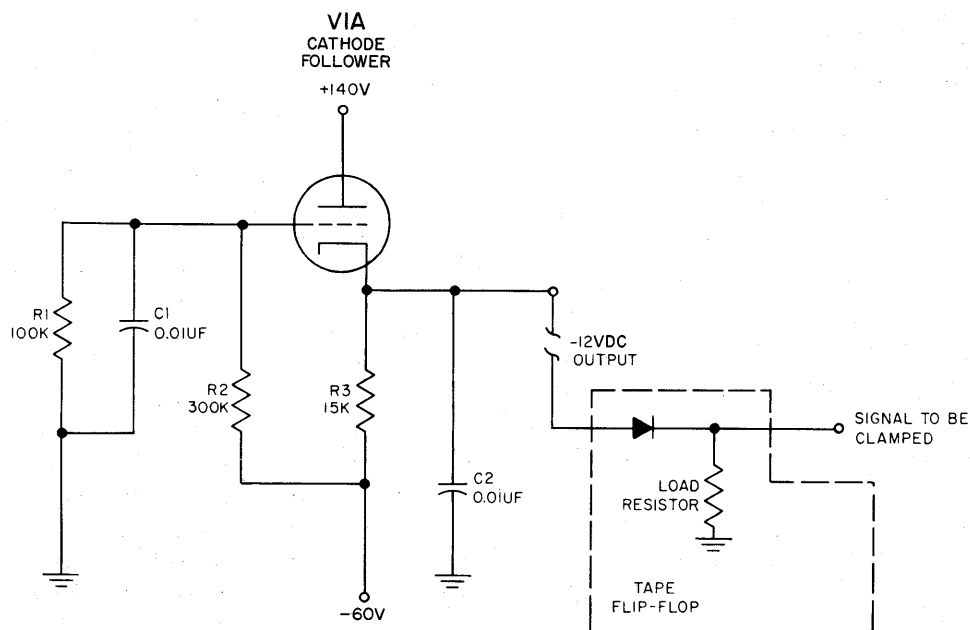 V1A
CATHODE
FOLLOWER
+140V
R1
100K
C1
0.01UF
R2
300K
R3
15K
-12VDC
OUTPUT
SIGNAL TO BE
CLAMPED
C2
0.01UF
LOAD
RESISTOR
TAPE
FLIP-FLOP
-60V